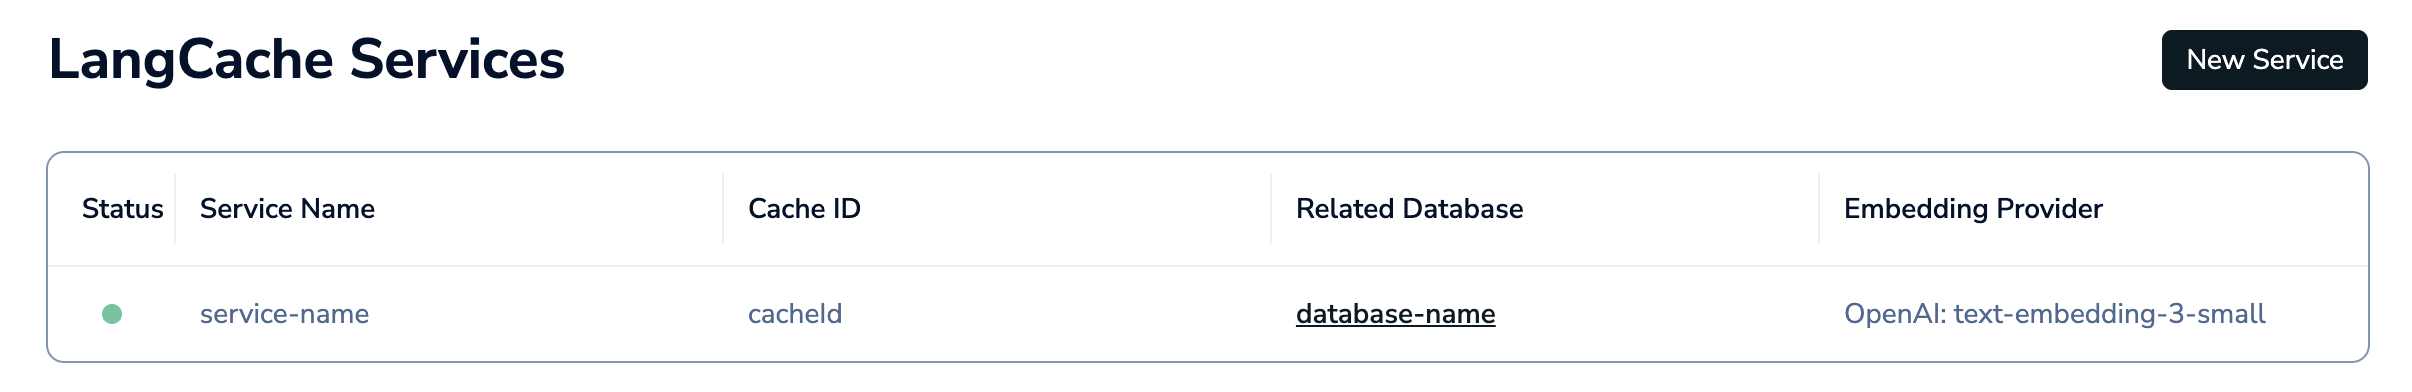 LangCache Services
New Service
Status Service Name Cache ID Related Database Embedding Provider
service-name cacheId database-name OpenAI: text-embedding-3-small